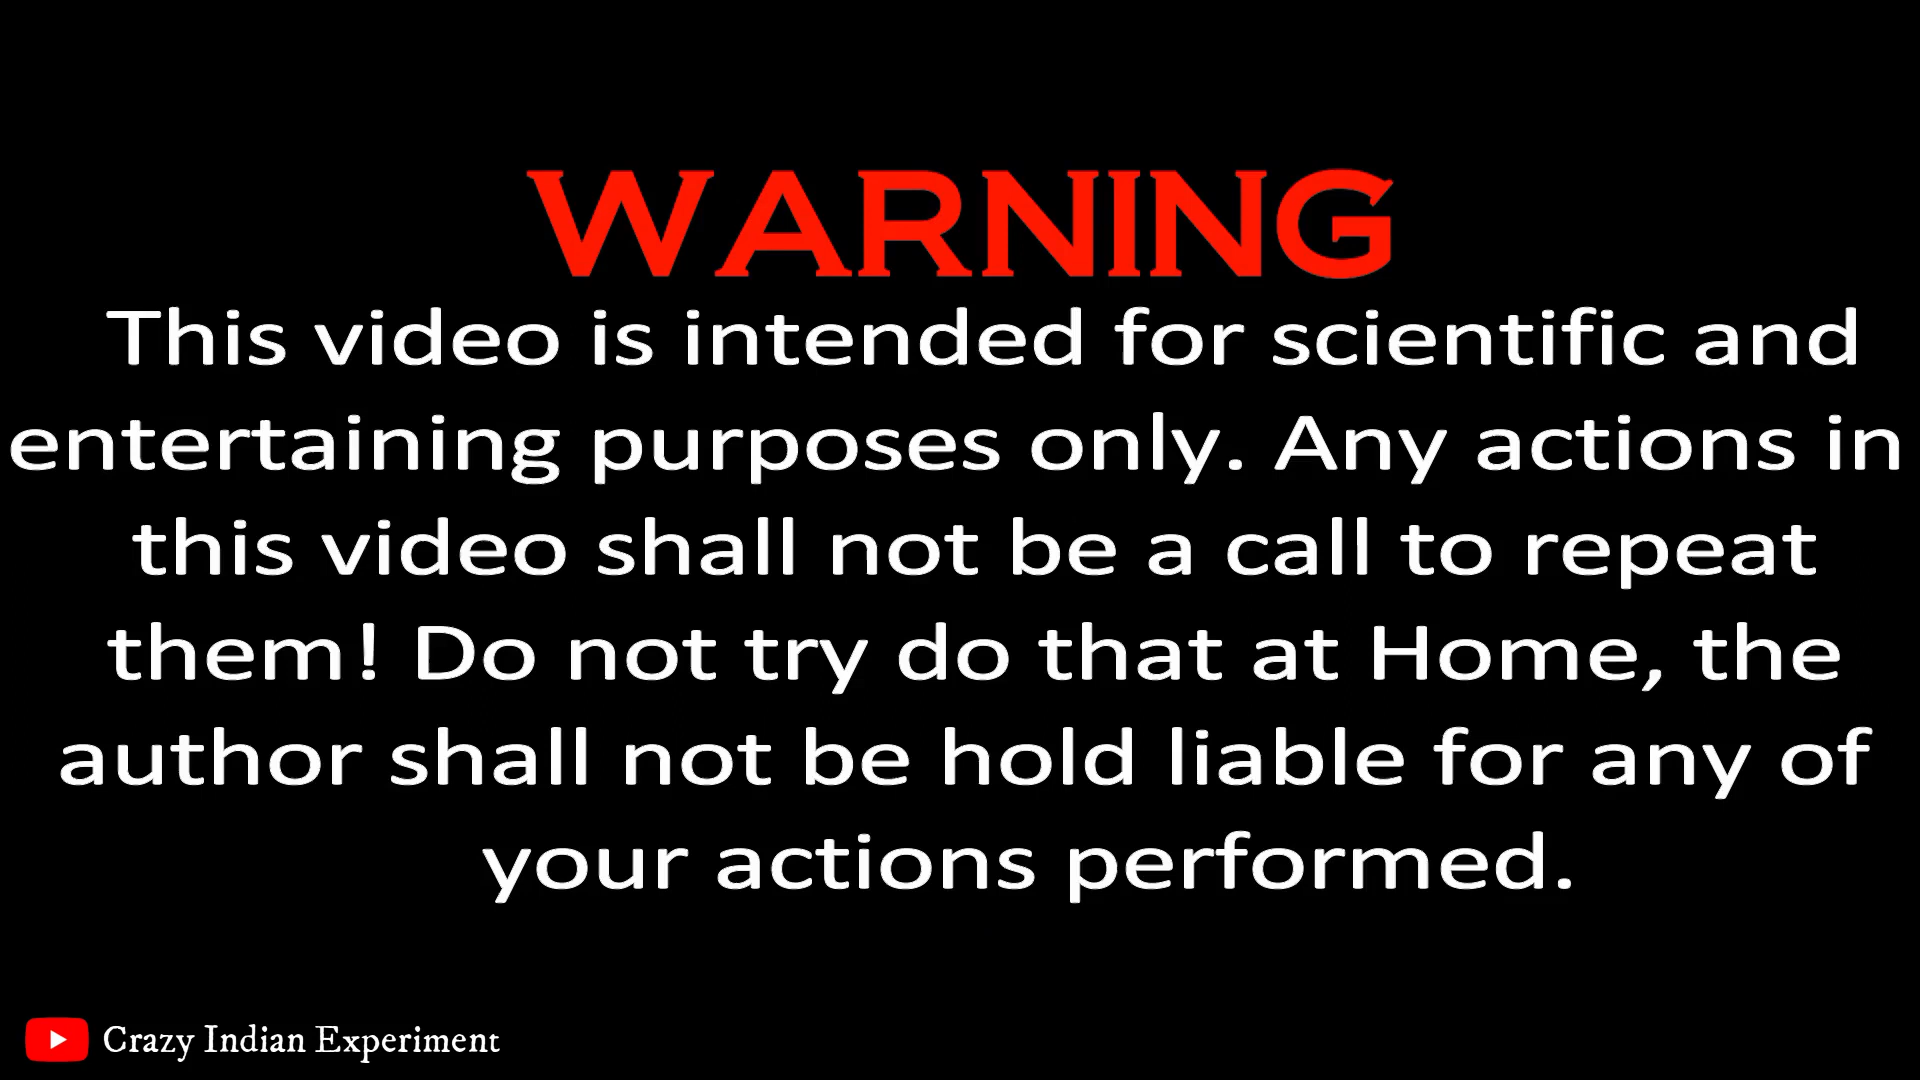 WARNING
This video is intended for scientific and
entertaining purposes only. Any actions in
this video shall not be a call to repeat
them! Do not try do that at Home, the
author shall not be hold liable for any of
your actions performed.
Crazy Indian Experiment